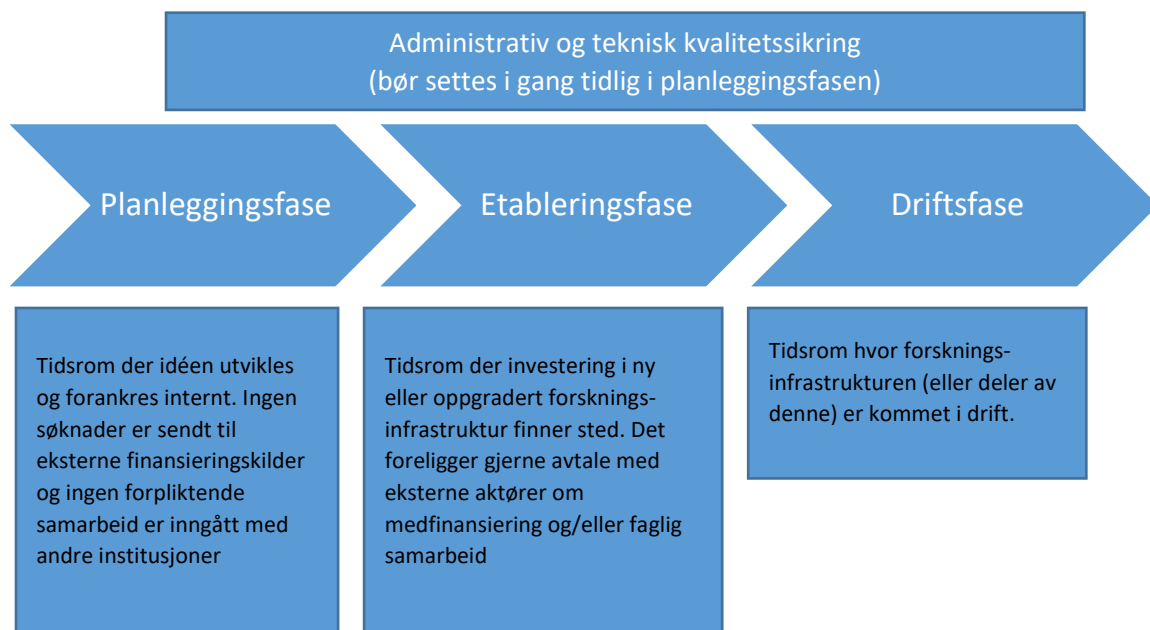 Administrativ og teknisk kvalitetssikring
(bør settes i gang tidlig i planleggingsfasen)
Planleggingsfase
Etableringsfase
Driftsfase
Tidsrom der idéen utvikles
og forankres internt. Ingen
søknader er sendt til
eksterne finansieringskilder
og ingen forpliktende
samarbeid er inngått med
andre institusjoner
Tidsrom der investering i ny
eller oppgradert forsknings-
infrastruktur finner sted. Det
foreligger gjerne avtale med
eksterne aktører om
medfinansiering og/eller faglig
samarbeid
Tidsrom hvor forsknings-
infrastrukturen (eller deler av
denne) er kommet i drift.